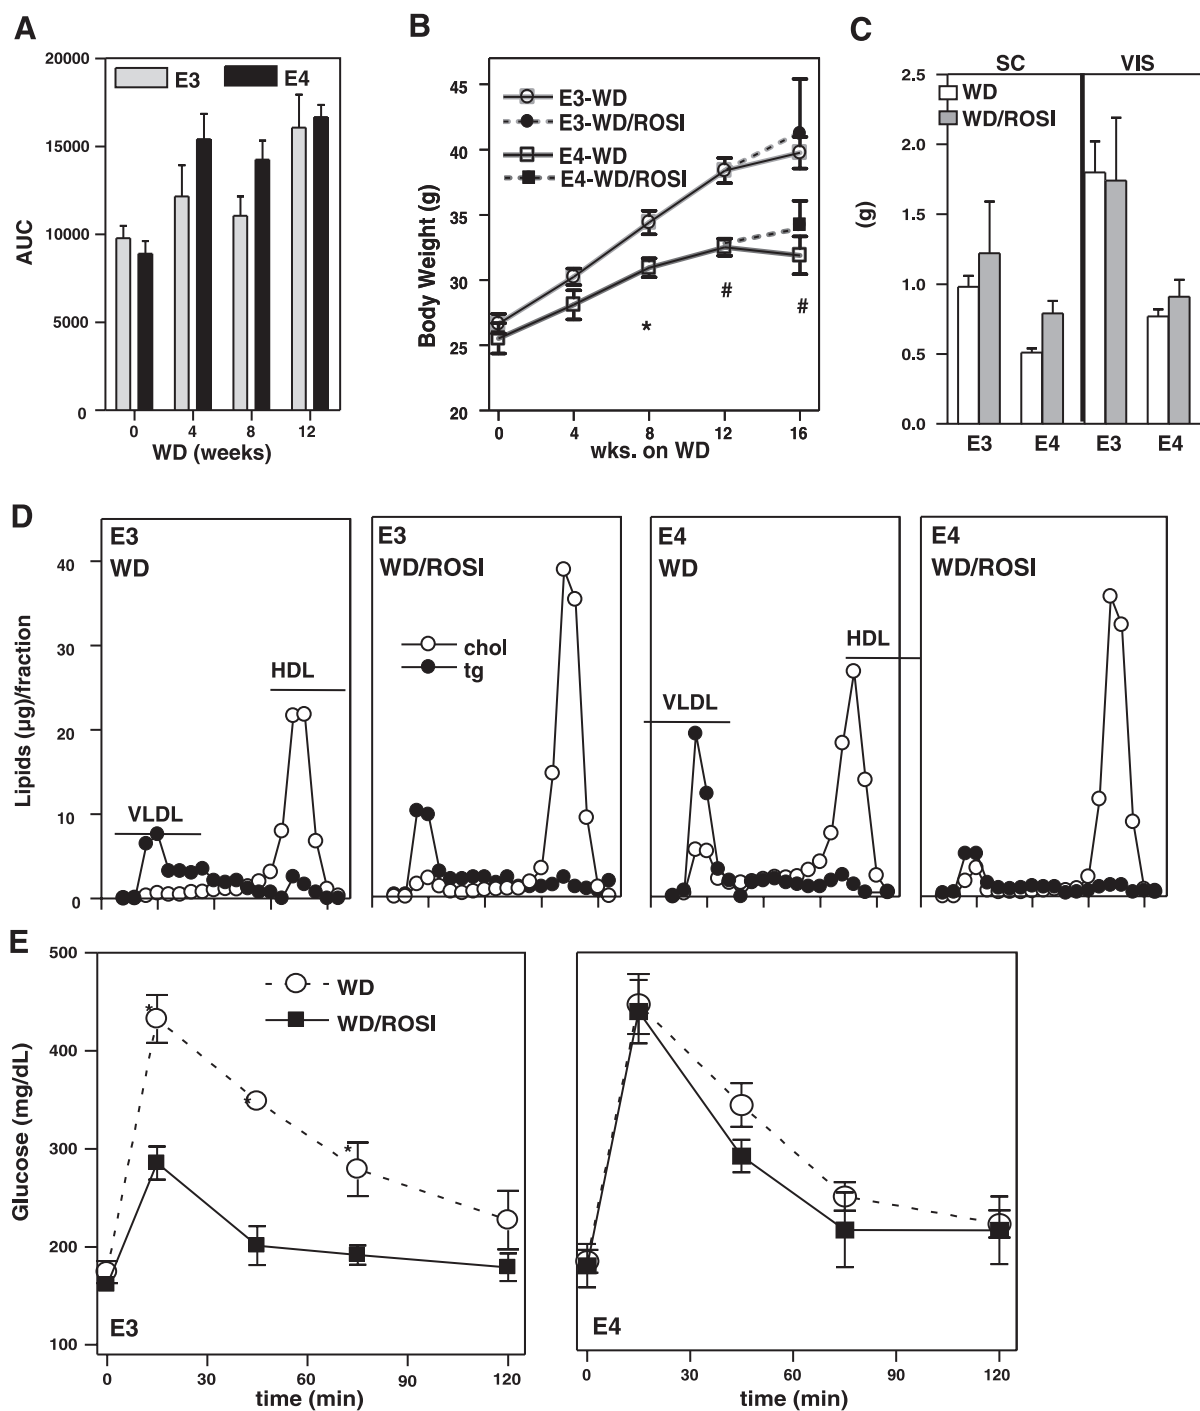 A
20000
15000
10000
5000
0
AUC
E3
E4
0
4
8
12
WD (weeks)
B
45
40
35
30
25
20
Body Weight (g)
E3-WD
E3-WD/ROSI
E4-WD
E4-WD/ROSI
*
#
#
0
4
8
12
16
wks. on WD
C
SC
VIS
2.5
2.0
1.5
1.0
0.5
0.0
(g)
WD
WD/ROSI
E3
E4
E3
E4
D
Lipids (µg)/fraction
40
30
20
10
0
E3
WD
VLDL
HDL
E3
WD/ROSI
chol
tg
E4
WD
VLDL
HDL
E4
WD/ROSI
E
Glucose (mg/dL)
500
400
300
200
100
WD
WD/ROSI
*
*
*
E3
0
30
60
90
120
time (min)
E4
0
30
60
90
120
time (min)